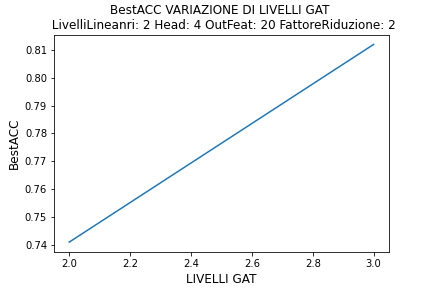 BestACC VARIAZIONE DI LIVELLI GAT
LivelliLineanri: 2 Head: 4 OutFeat: 20 FattoreRiduzione: 2
BestACC
0.81
0.80
0.79
0.78
0.77
0.76
0.75
0.74
2.0 2.2 2.4 2.6 2.8 3.0
LIVELLI GAT